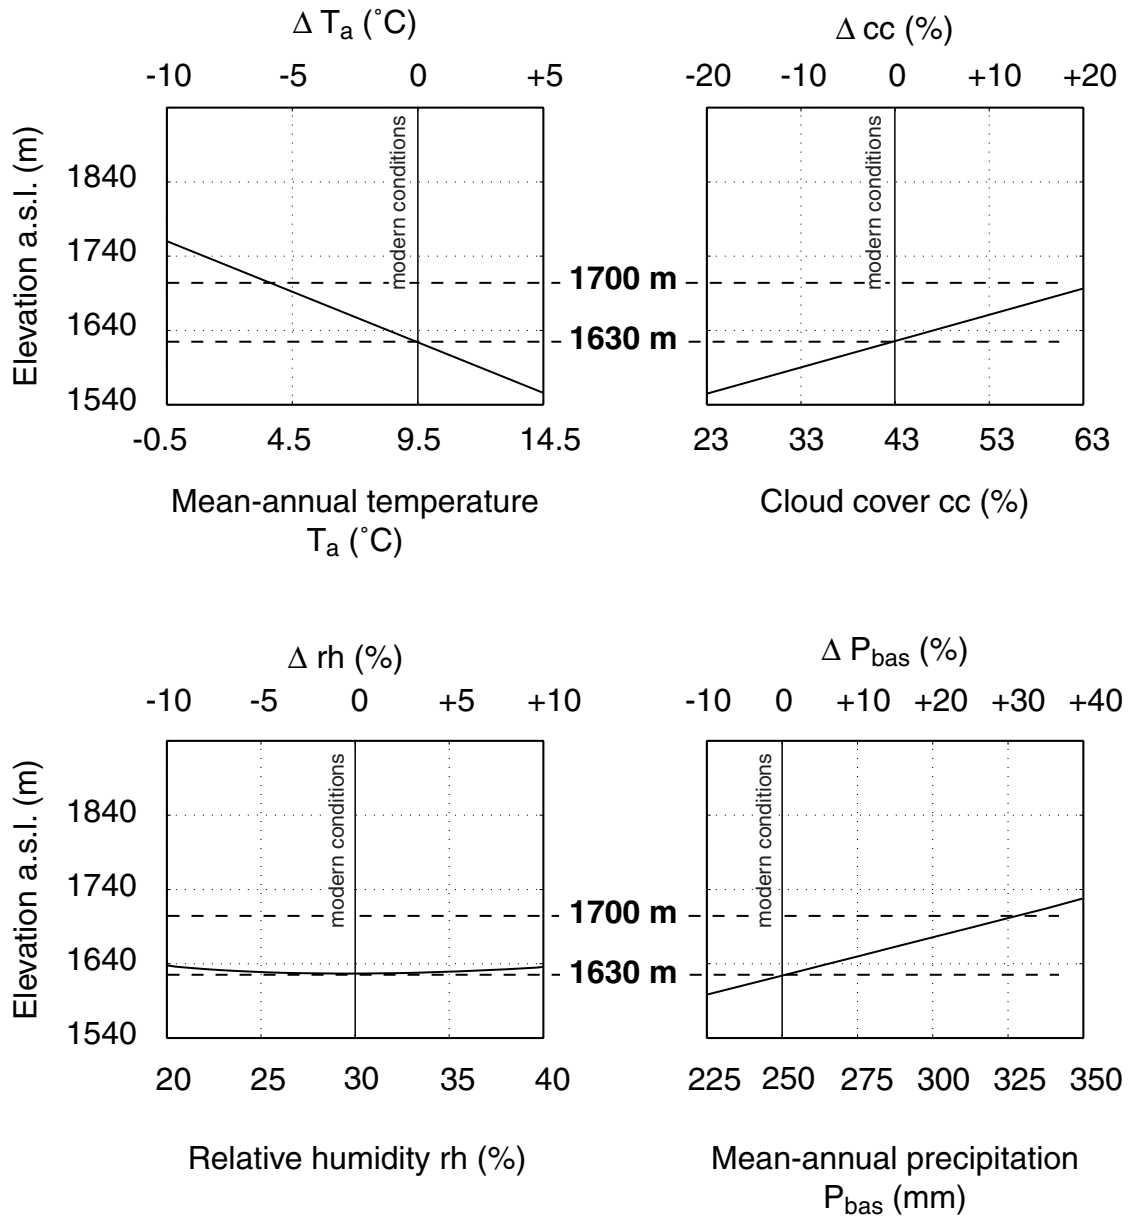 Δ Tₐ (˚C)
-10 -5 0 +5
Δ cc (%)
-20 -10 0 +10 +20
Elevation a.s.l. (m)
1840
1740
1640
1540
modern conditions
modern conditions
1700 m
1630 m
-0.5 4.5 9.5 14.5
23 33 43 53 63
Mean-annual temperature
Tₐ (˚C)
Cloud cover cc (%)
Δ rh (%)
-10 -5 0 +5 +10
Δ P_bas (%)
-10 0 +10 +20 +30 +40
Elevation a.s.l. (m)
1840
1740
1640
1540
modern conditions
modern conditions
1700 m
1630 m
20 25 30 35 40
225 250 275 300 325 350
Relative humidity rh (%)
Mean-annual precipitation
P_bas (mm)